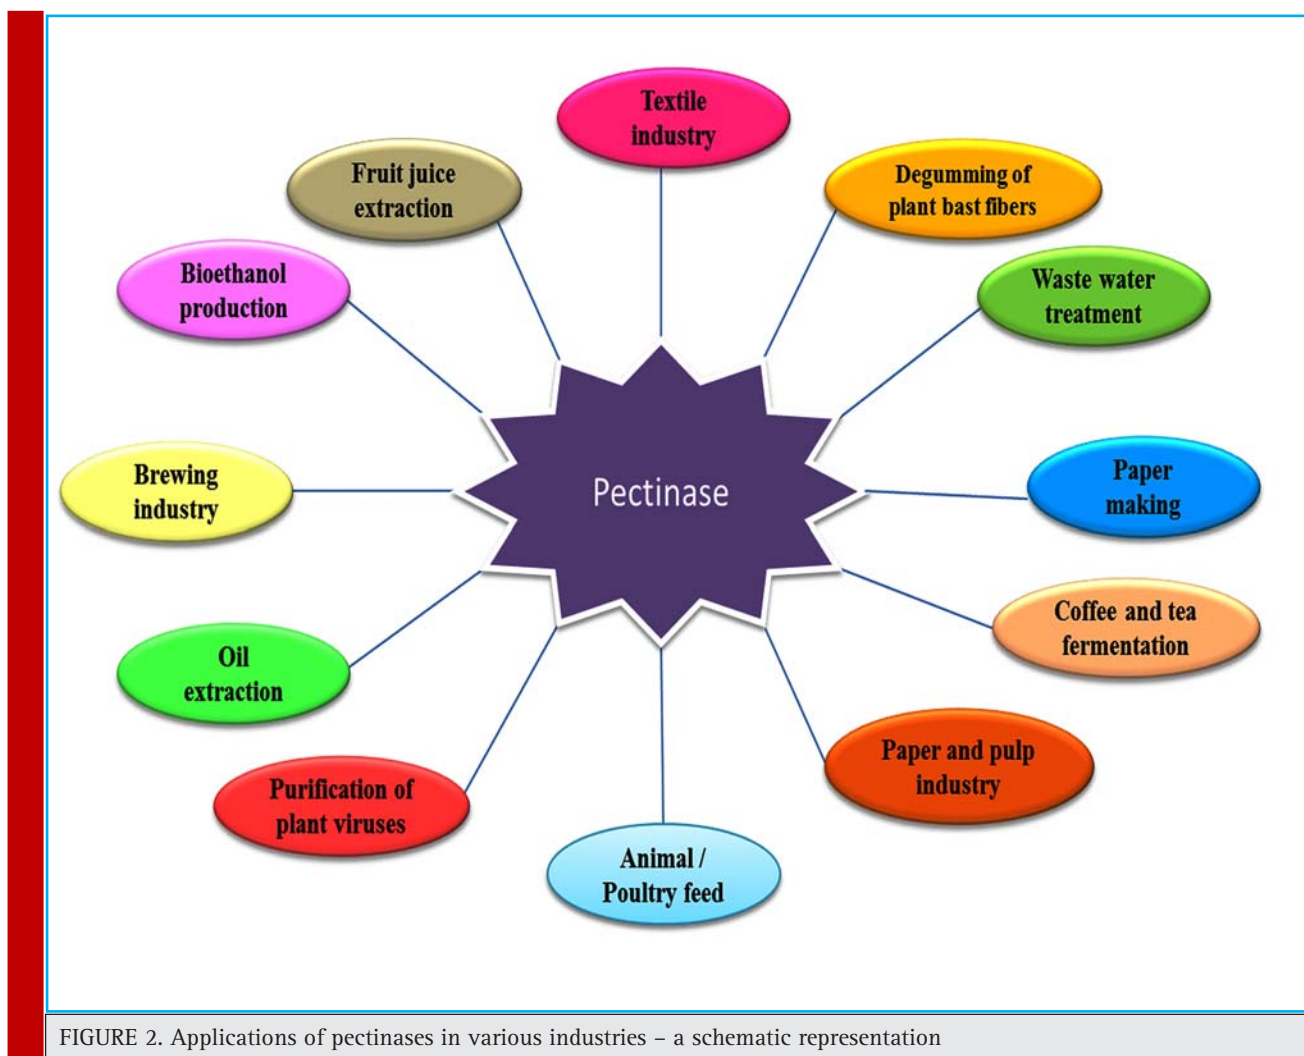 Textile
industry
Degumming of
plant bast fibers
Waste water
treatment
Paper
making
Coffee and tea
fermentation
Paper and pulp
industry
Animal /
Poultry feed
Purification of
plant viruses
Oil
extraction
Brewing
industry
Bioethanol
production
Fruit juice
extraction
Pectinase
FIGURE 2. Applications of pectinases in various industries – a schematic representation